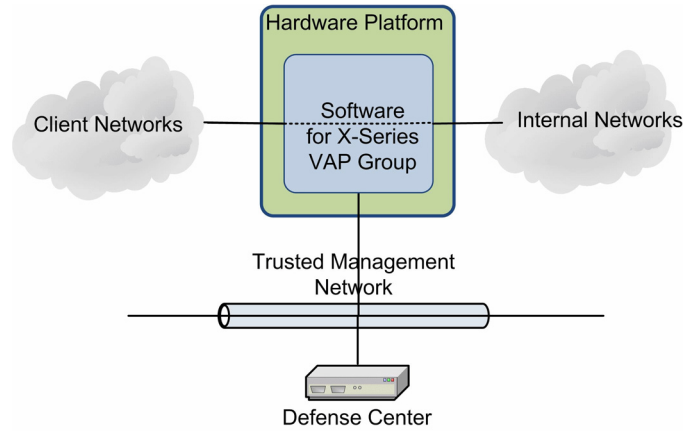 Hardware Platform
Client Networks
Software
for X-Series
VAP Group
Internal Networks
Trusted Management
Network
Defense Center